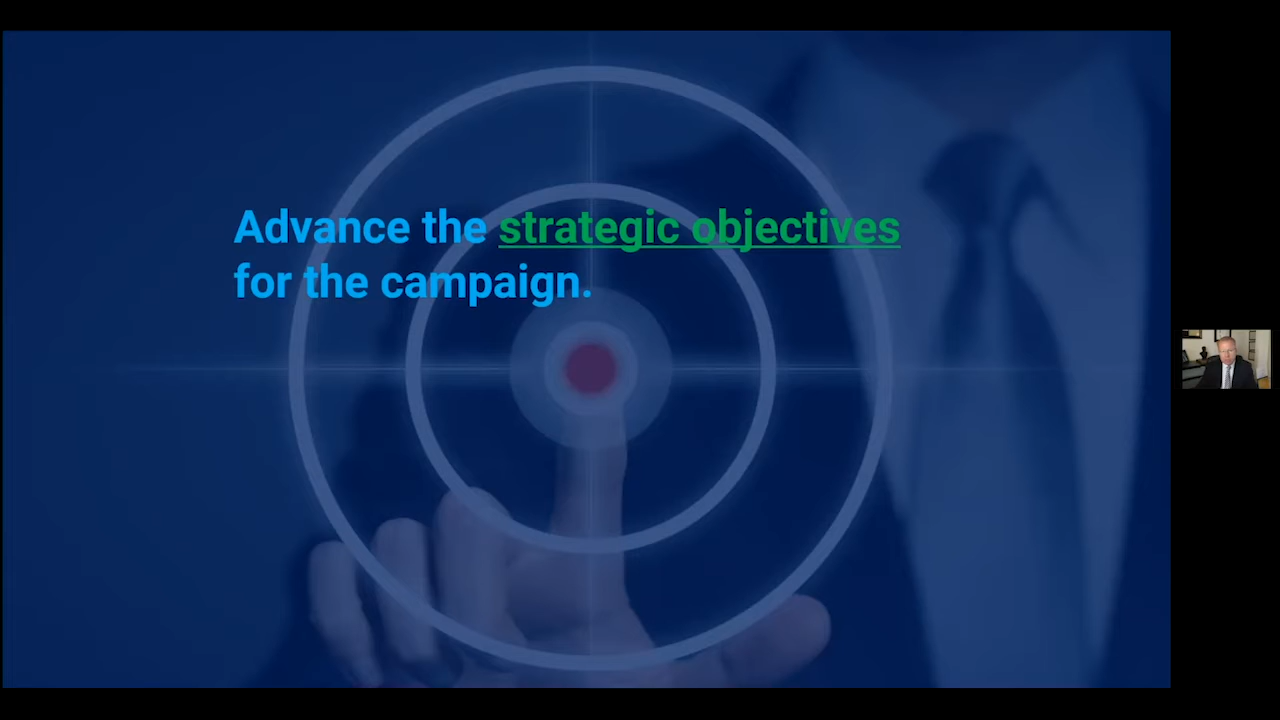 Advance the strategic objectives
for the campaign.